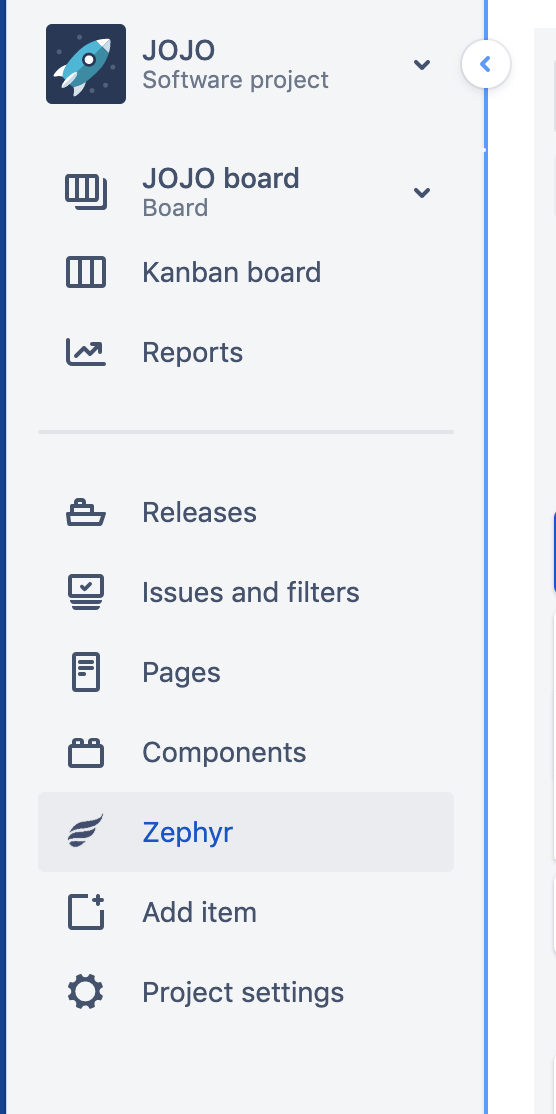 JOJO
Software project
JOJO board
Board
Kanban board
Reports
Releases
Issues and filters
Pages
Components
Zephyr
Add item
Project settings